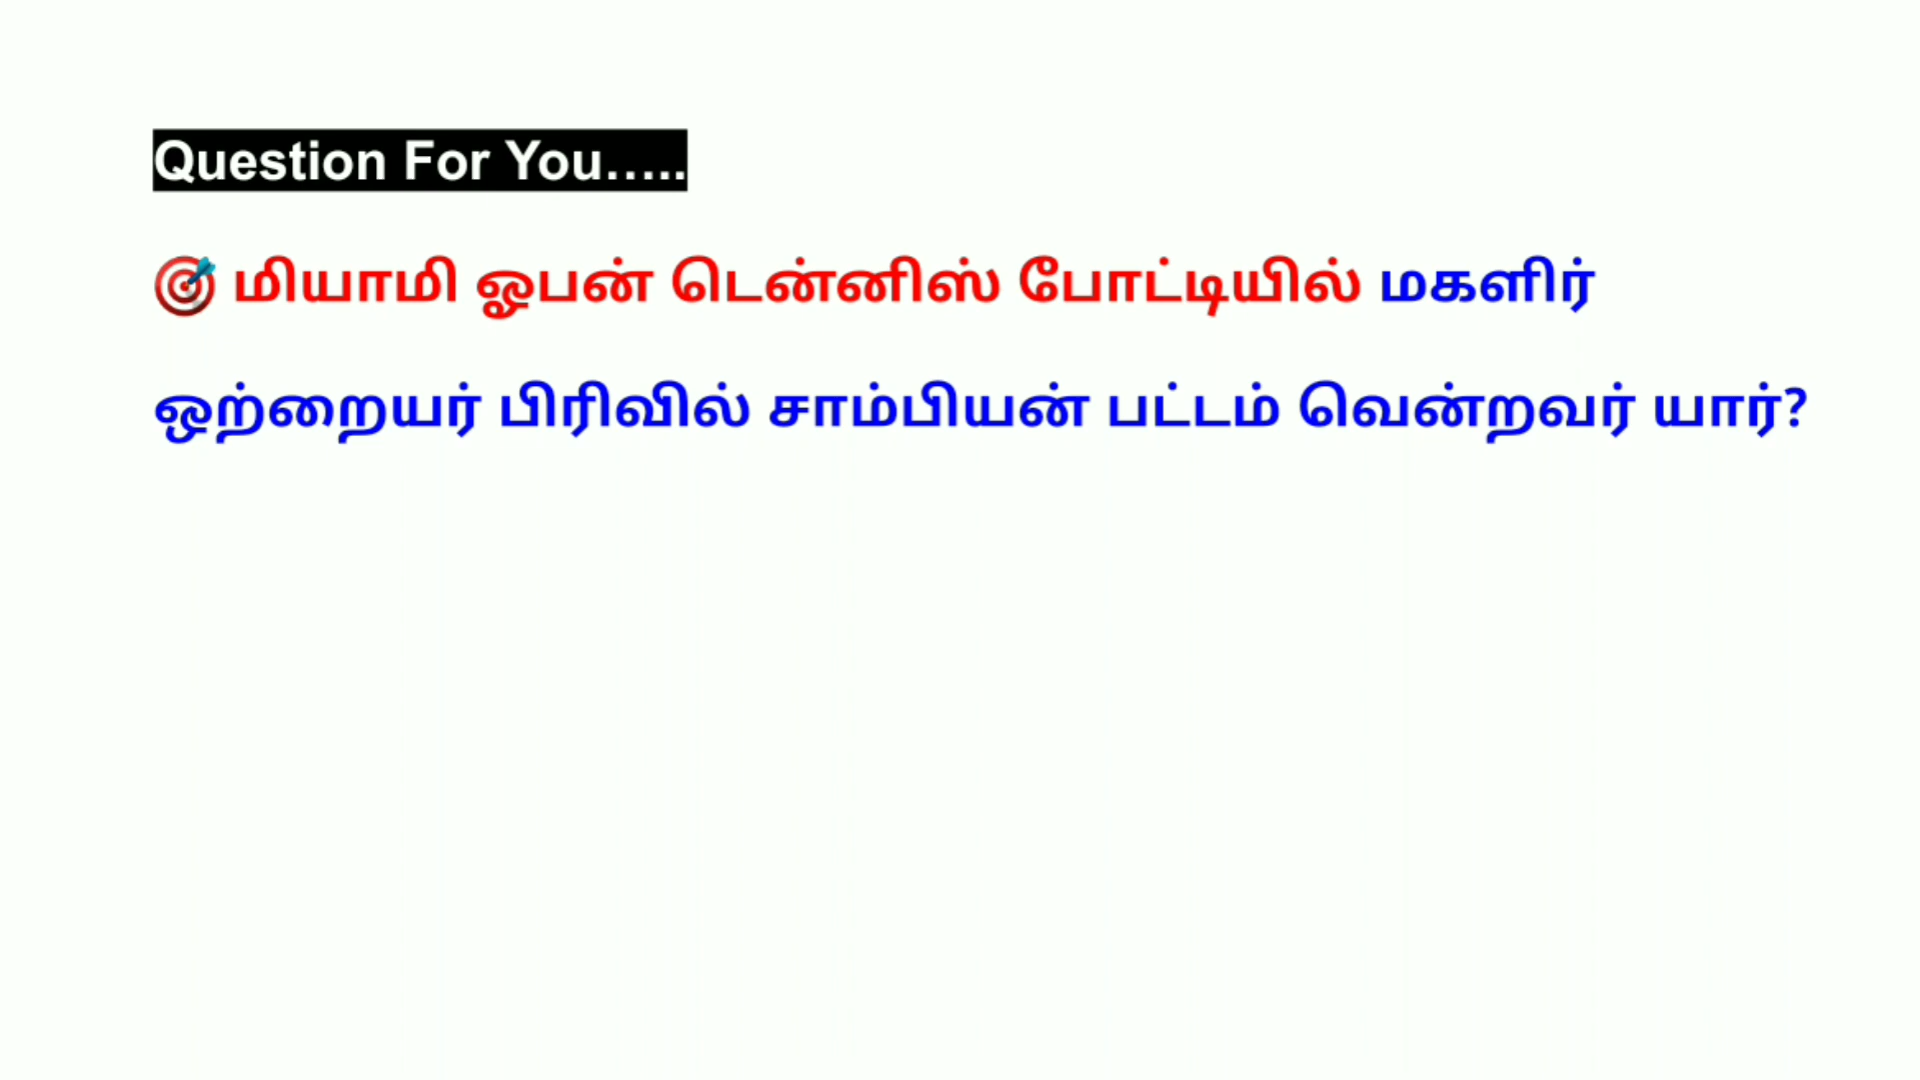 Question For You…..
🎯 மியாமி ஓபன் டென்னிஸ் போட்டியில் மகளிர்
ஒற்றையர் பிரிவில் சாம்பியன் பட்டம் வென்றவர் யார்?